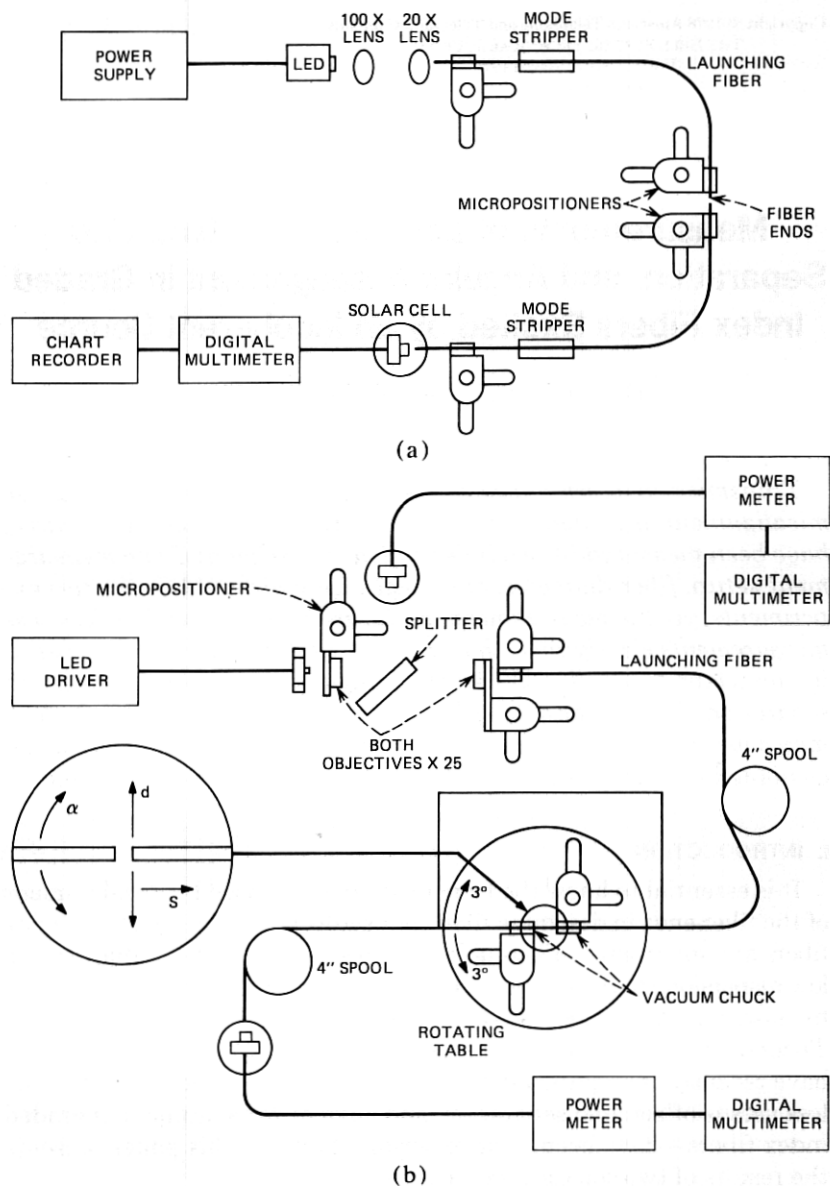 100 X
LENS
20 X
LENS
MODE
STRIPPER
POWER
SUPPLY
LED
LAUNCHING
FIBER
MICROPOSITIONERS
FIBER
ENDS
SOLAR CELL
MODE
STRIPPER
CHART
RECORDER
DIGITAL
MULTIMETER
(a)
POWER
METER
MICROPOSITIONER
DIGITAL
MULTIMETER
SPLITTER
LED
DRIVER
LAUNCHING FIBER
BOTH
OBJECTIVES X 25
4" SPOOL
α
d
S
3°
3°
4" SPOOL
VACUUM CHUCK
ROTATING
TABLE
POWER
METER
DIGITAL
MULTIMETER
(b)